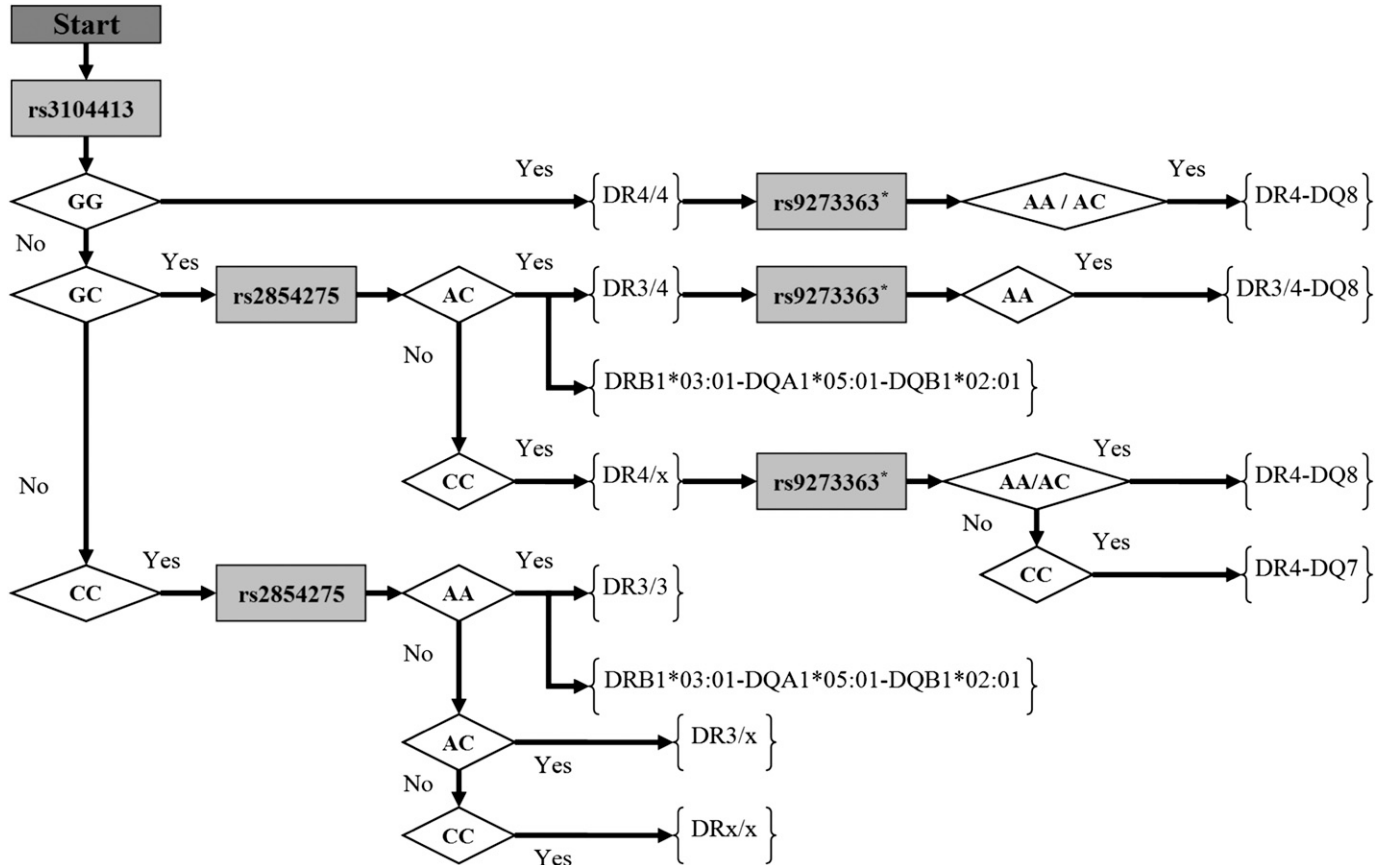 Start
rs3104413
Yes
Yes
GG
DR4/4
rs9273363*
AA / AC
DR4-DQ8
No
Yes
Yes
Yes
GC
rs2854275
AC
DR3/4
rs9273363*
AA
DR3/4-DQ8
No
DRB1*03:01-DQA1*05:01-DQB1*02:01
Yes
Yes
CC
DR4/x
rs9273363*
AA/AC
DR4-DQ8
No
No
Yes
Yes
Yes
CC
DR4-DQ7
CC
rs2854275
AA
DR3/3
No
DRB1*03:01-DQA1*05:01-DQB1*02:01
AC
DR3/x
Yes
No
CC
DRx/x
Yes